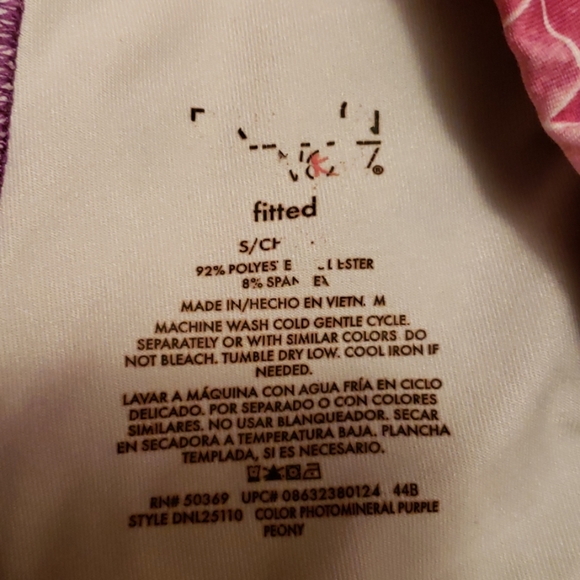 fitted
S/CH
92% POLYESTER
8% SPANDEX
MADE IN/HECHO EN VIETNAM
MACHINE WASH COLD GENTLE CYCLE.
SEPARATELY OR WITH SIMILAR COLORS. DO
NOT BLEACH. TUMBLE DRY LOW. COOL IRON IF
NEEDED.
LAVAR A MÁQUINA CON AGUA FRÍA EN CICLO
DELICADO. POR SEPARADO O CON COLORES
SIMILARES. NO USAR BLANQUEADOR. SECAR
EN SECADORA A TEMPERATURA BAJA. PLANCHA
TEMPLADA, SI ES NECESARIO.
RN# 50369 UPC# 08632380124 44B
STYLE DNL25110 COLOR PHOTOMINERAL PURPLE
PEONY